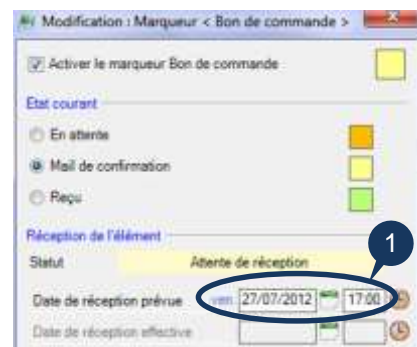 Modification : Marqueur < Bon de commande >
Activer le marqueur Bon de commande
Etat courant
En attente
Mail de confirmation
Reçu
Réception de l'élément
1
Statut Attente de réception
Date de réception prévue ven. 27/07/2012 17:00
Date de réception effective